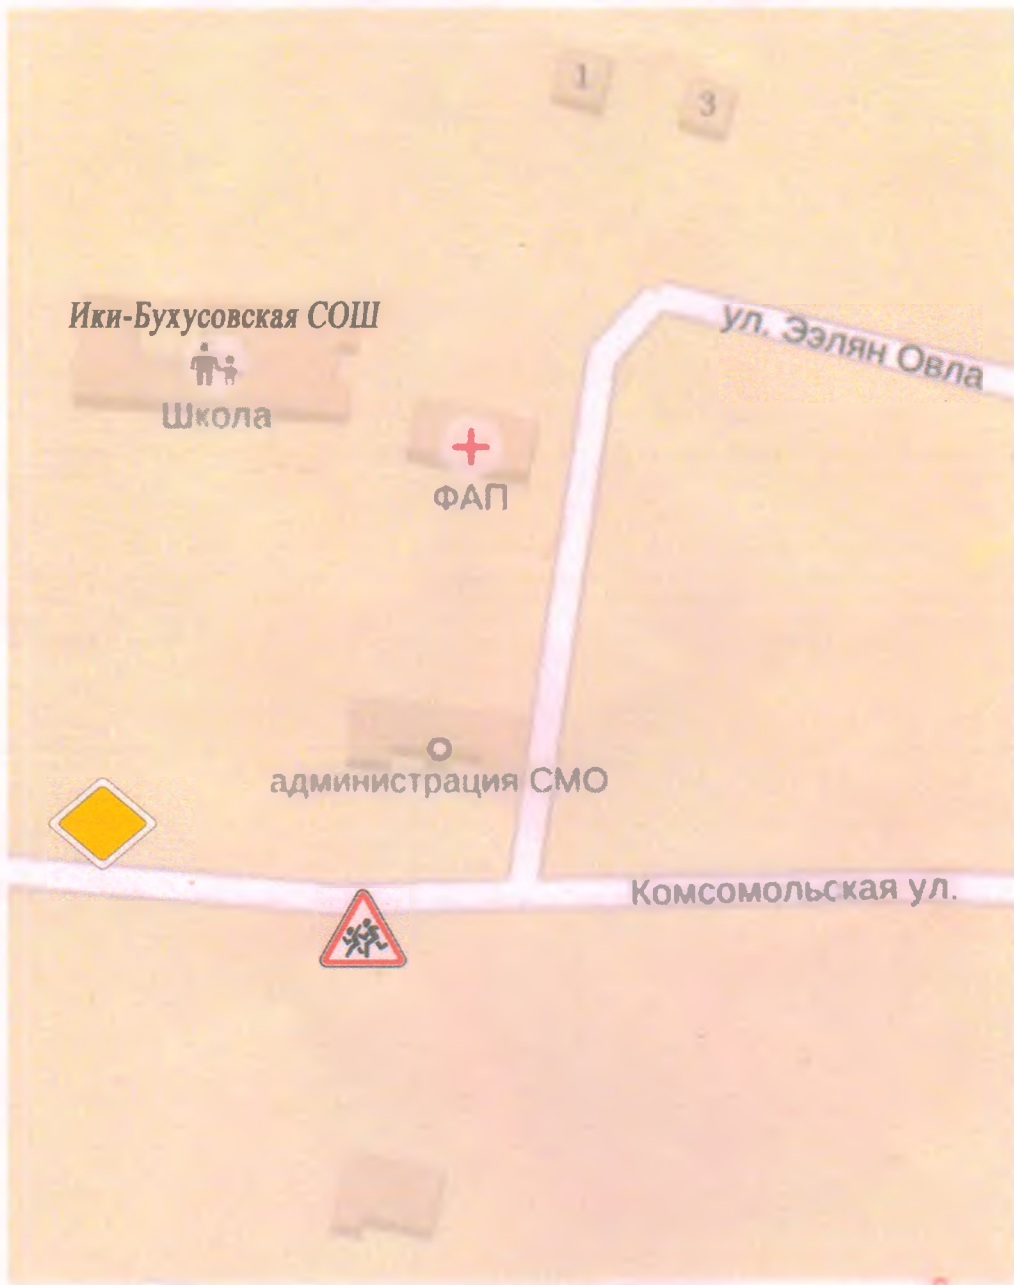 1
3
Ики-Бухусовская СОШ
ул. Ээлян Овла
Школа
ФАП
администрация СМО
Комсомольская ул.